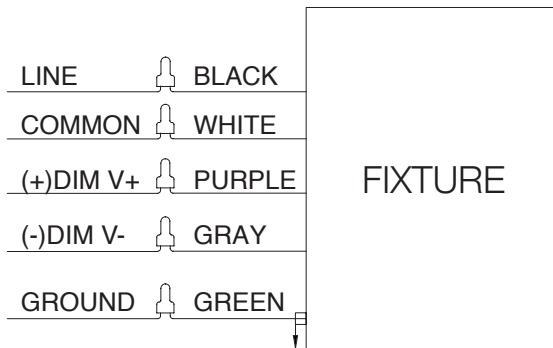 LINE BLACK
COMMON WHITE
(+)DIM V+ PURPLE
FIXTURE
(-)DIM V- GRAY
GROUND GREEN